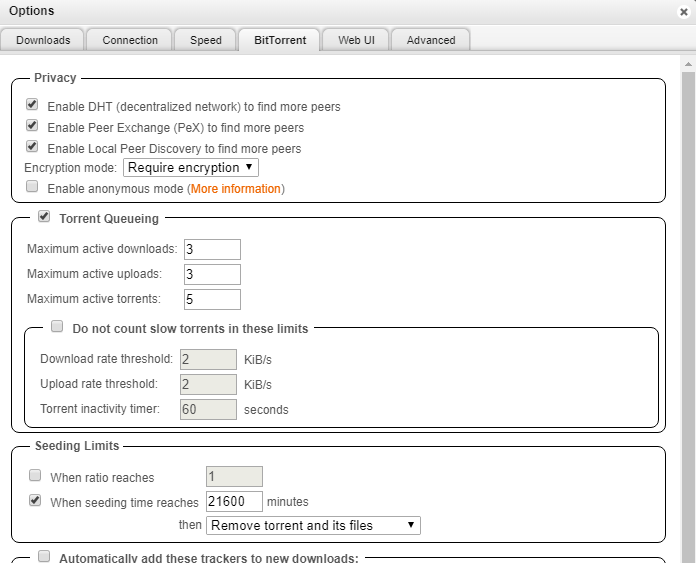 Options
Downloads Connection Speed BitTorrent Web UI Advanced
Privacy
Enable DHT (decentralized network) to find more peers
Enable Peer Exchange (PeX) to find more peers
Enable Local Peer Discovery to find more peers
Encryption mode: Require encryption
Enable anonymous mode (More information)
Torrent Queueing
Maximum active downloads: 3
Maximum active uploads: 3
Maximum active torrents: 5
Do not count slow torrents in these limits
Download rate threshold: 2 KiB/s
Upload rate threshold: 2 KiB/s
Torrent inactivity timer: 60 seconds
Seeding Limits
When ratio reaches 1
When seeding time reaches 21600 minutes
then Remove torrent and its files
Automatically add these trackers to new downloads: